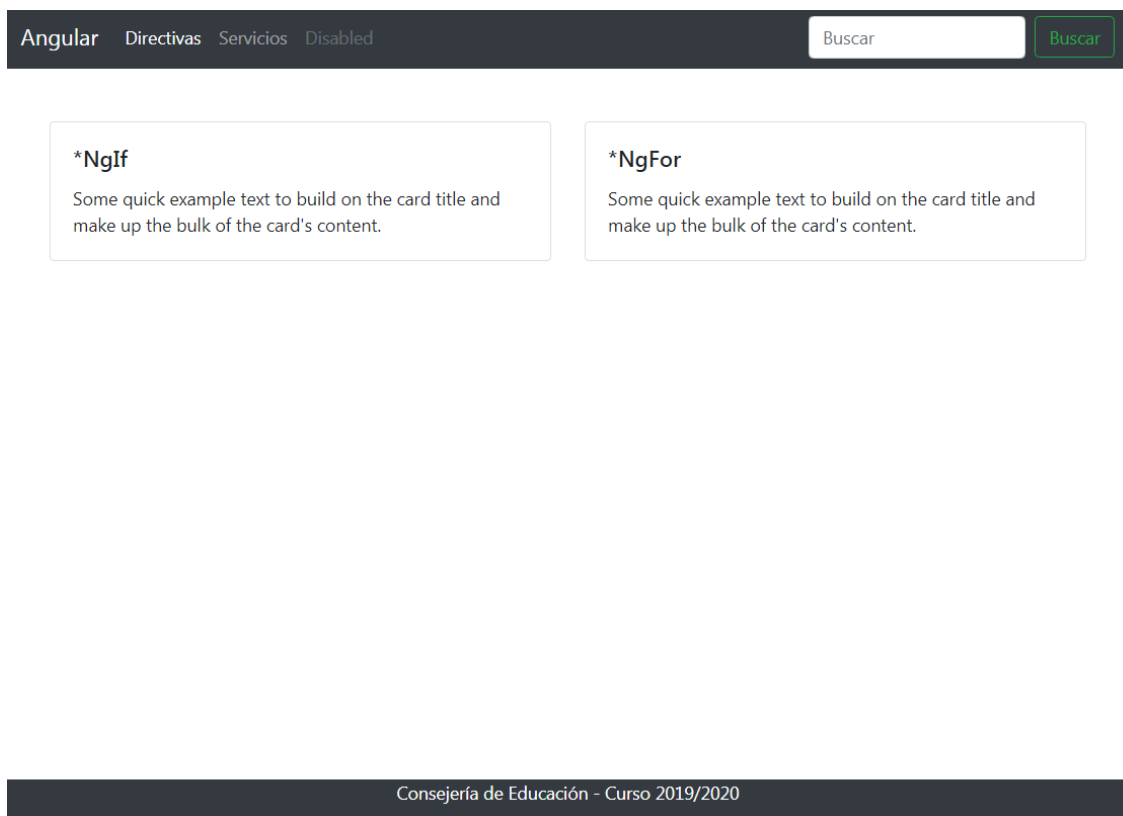 Angular Directivas Servicios Disabled Buscar Buscar
*NgIf
Some quick example text to build on the card title and
make up the bulk of the card's content.
*NgFor
Some quick example text to build on the card title and
make up the bulk of the card's content.
Consejería de Educación - Curso 2019/2020